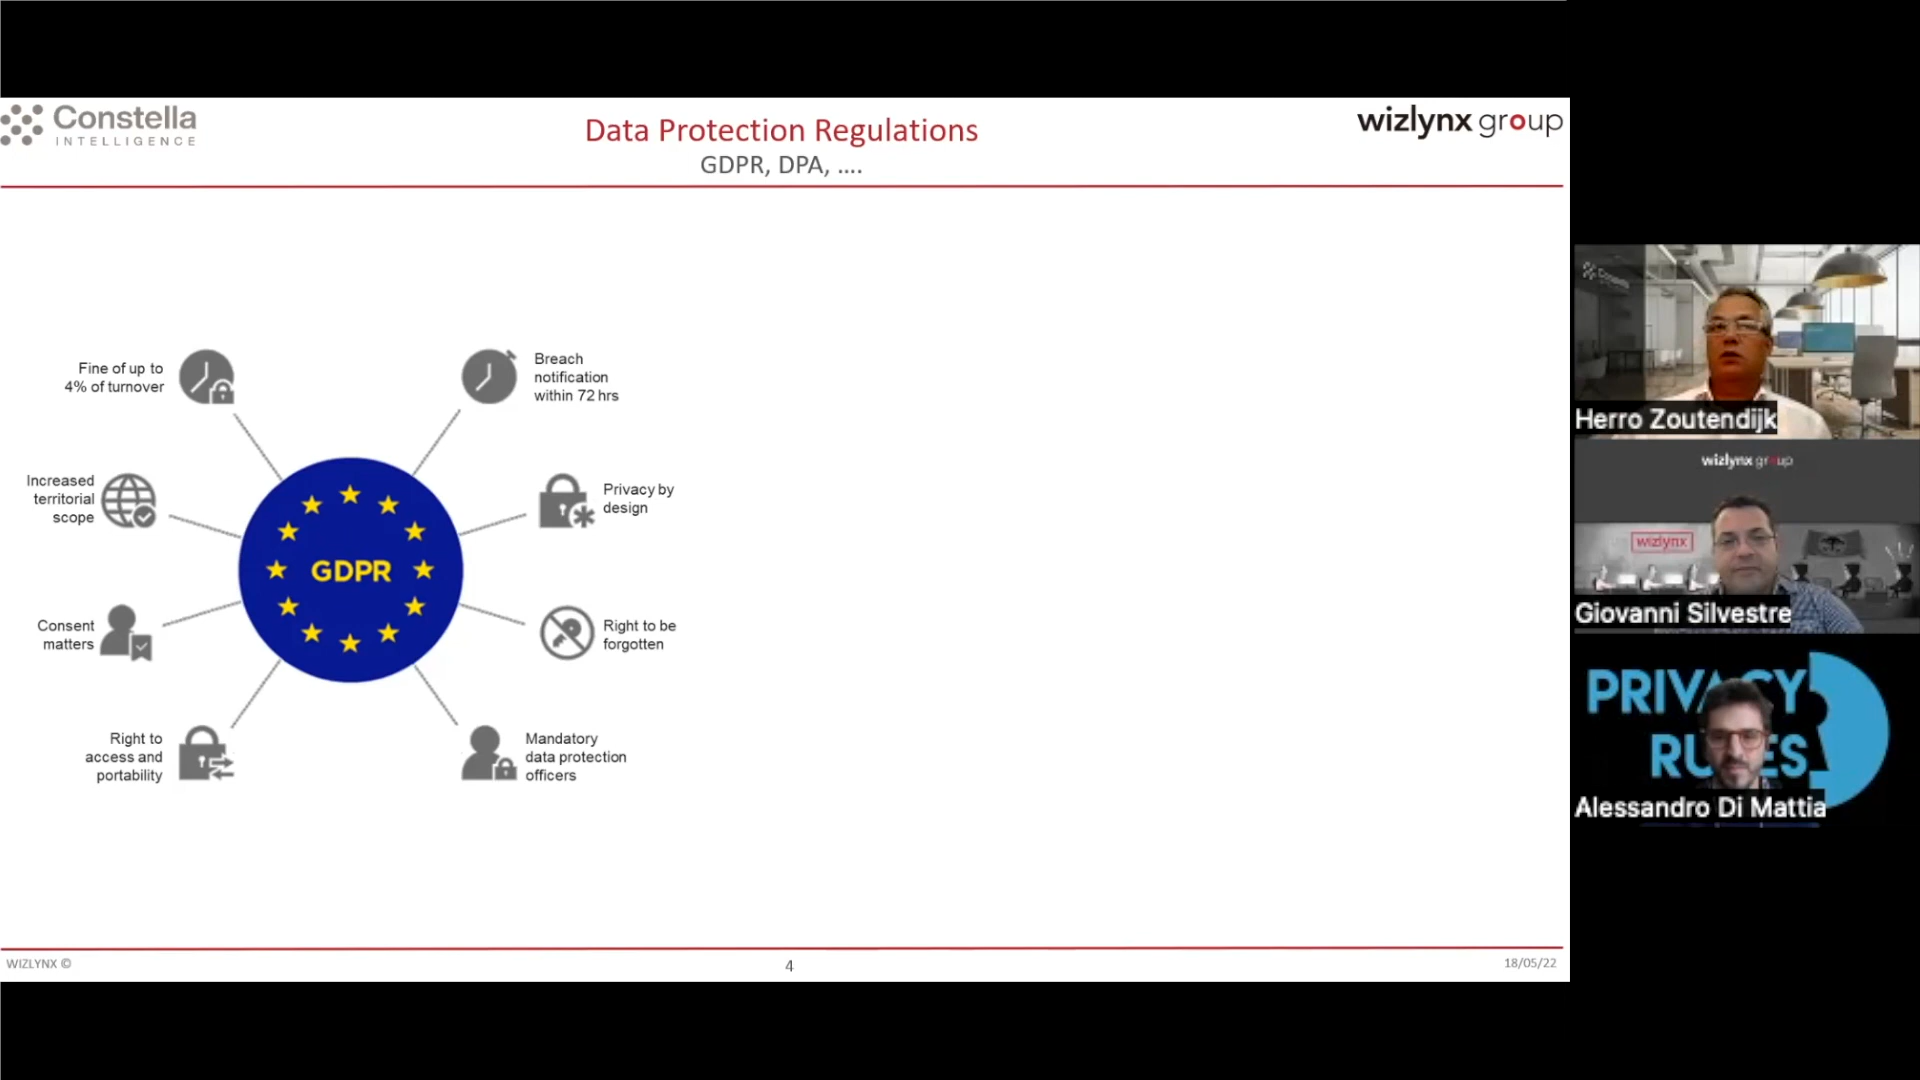 Constella
INTELLIGENCE
Data Protection Regulations
GDPR, DPA, ....
wizlynx group
Fine of up to
4% of turnover
Breach
notification
within 72 hrs
Increased
territorial
scope
Privacy by
design
GDPR
Consent
matters
Right to be
forgotten
Right to
access and
portability
Mandatory
data protection
officers
WIZLYNX ©
4
18/05/22
Constella
Herro Zoutendijk
wizlynx group
wizlynx
Giovanni Silvestre
PRIVACY
RULES
Alessandro Di Mattia